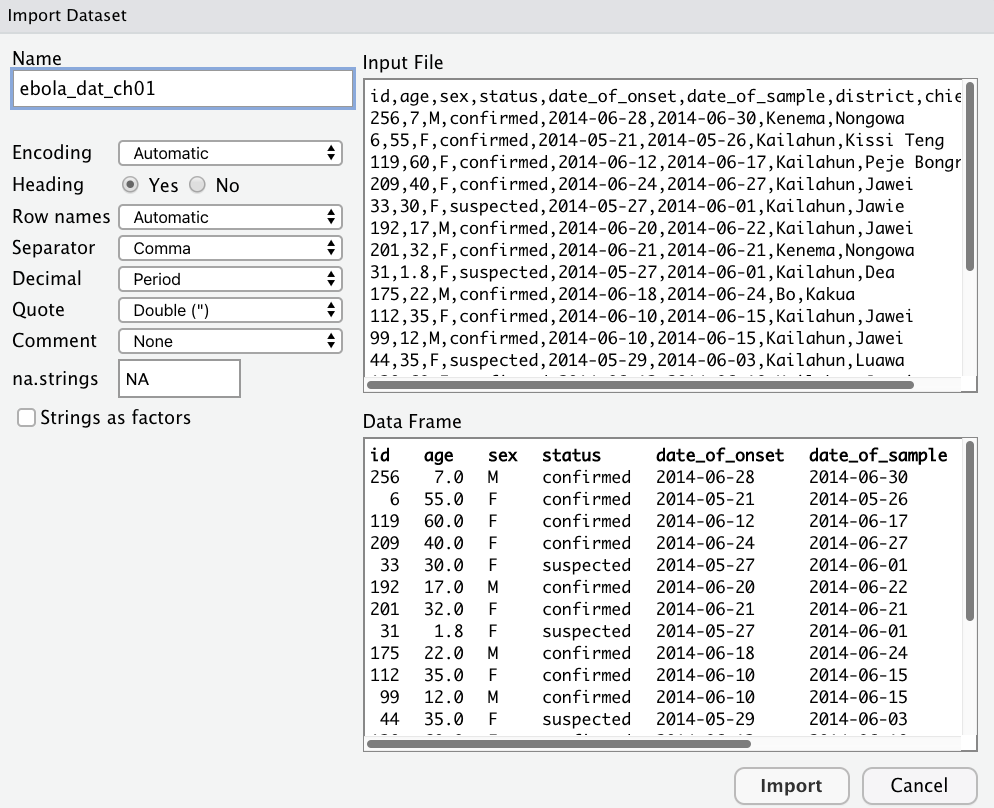 Import Dataset
Name
ebola_dat_ch01
Encoding Automatic
Heading Yes No
Row names Automatic
Separator Comma
Decimal Period
Quote Double (")
Comment None
na.strings NA
Strings as factors
Input File
id,age,sex,status,date_of_onset,date_of_sample,district,chie
256,7,M,confirmed,2014-06-28,2014-06-30,Kenema,Nongowa
6,55,F,confirmed,2014-05-21,2014-05-26,Kailahun,Kissi Teng
119,60,F,confirmed,2014-06-12,2014-06-17,Kailahun,Peje Bongr
209,40,F,confirmed,2014-06-24,2014-06-27,Kailahun,Jawei
33,30,F,suspected,2014-05-27,2014-06-01,Kailahun,Jawie
192,17,M,confirmed,2014-06-20,2014-06-22,Kailahun,Jawei
201,32,F,confirmed,2014-06-21,2014-06-21,Kenema,Nongowa
31,1.8,F,suspected,2014-05-27,2014-06-01,Kailahun,Dea
175,22,M,confirmed,2014-06-18,2014-06-24,Bo,Kakua
112,35,F,confirmed,2014-06-10,2014-06-15,Kailahun,Jawei
99,12,M,confirmed,2014-06-10,2014-06-15,Kailahun,Jawei
44,35,F,suspected,2014-05-29,2014-06-03,Kailahun,Luawa
Data Frame
id age sex status date_of_onset date_of_sample
256 7.0 M confirmed 2014-06-28 2014-06-30
6 55.0 F confirmed 2014-05-21 2014-05-26
119 60.0 F confirmed 2014-06-12 2014-06-17
209 40.0 F confirmed 2014-06-24 2014-06-27
33 30.0 F suspected 2014-05-27 2014-06-01
192 17.0 M confirmed 2014-06-20 2014-06-22
201 32.0 F confirmed 2014-06-21 2014-06-21
31 1.8 F suspected 2014-05-27 2014-06-01
175 22.0 M confirmed 2014-06-18 2014-06-24
112 35.0 F confirmed 2014-06-10 2014-06-15
99 12.0 M confirmed 2014-06-10 2014-06-15
44 35.0 F suspected 2014-05-29 2014-06-03
Import Cancel